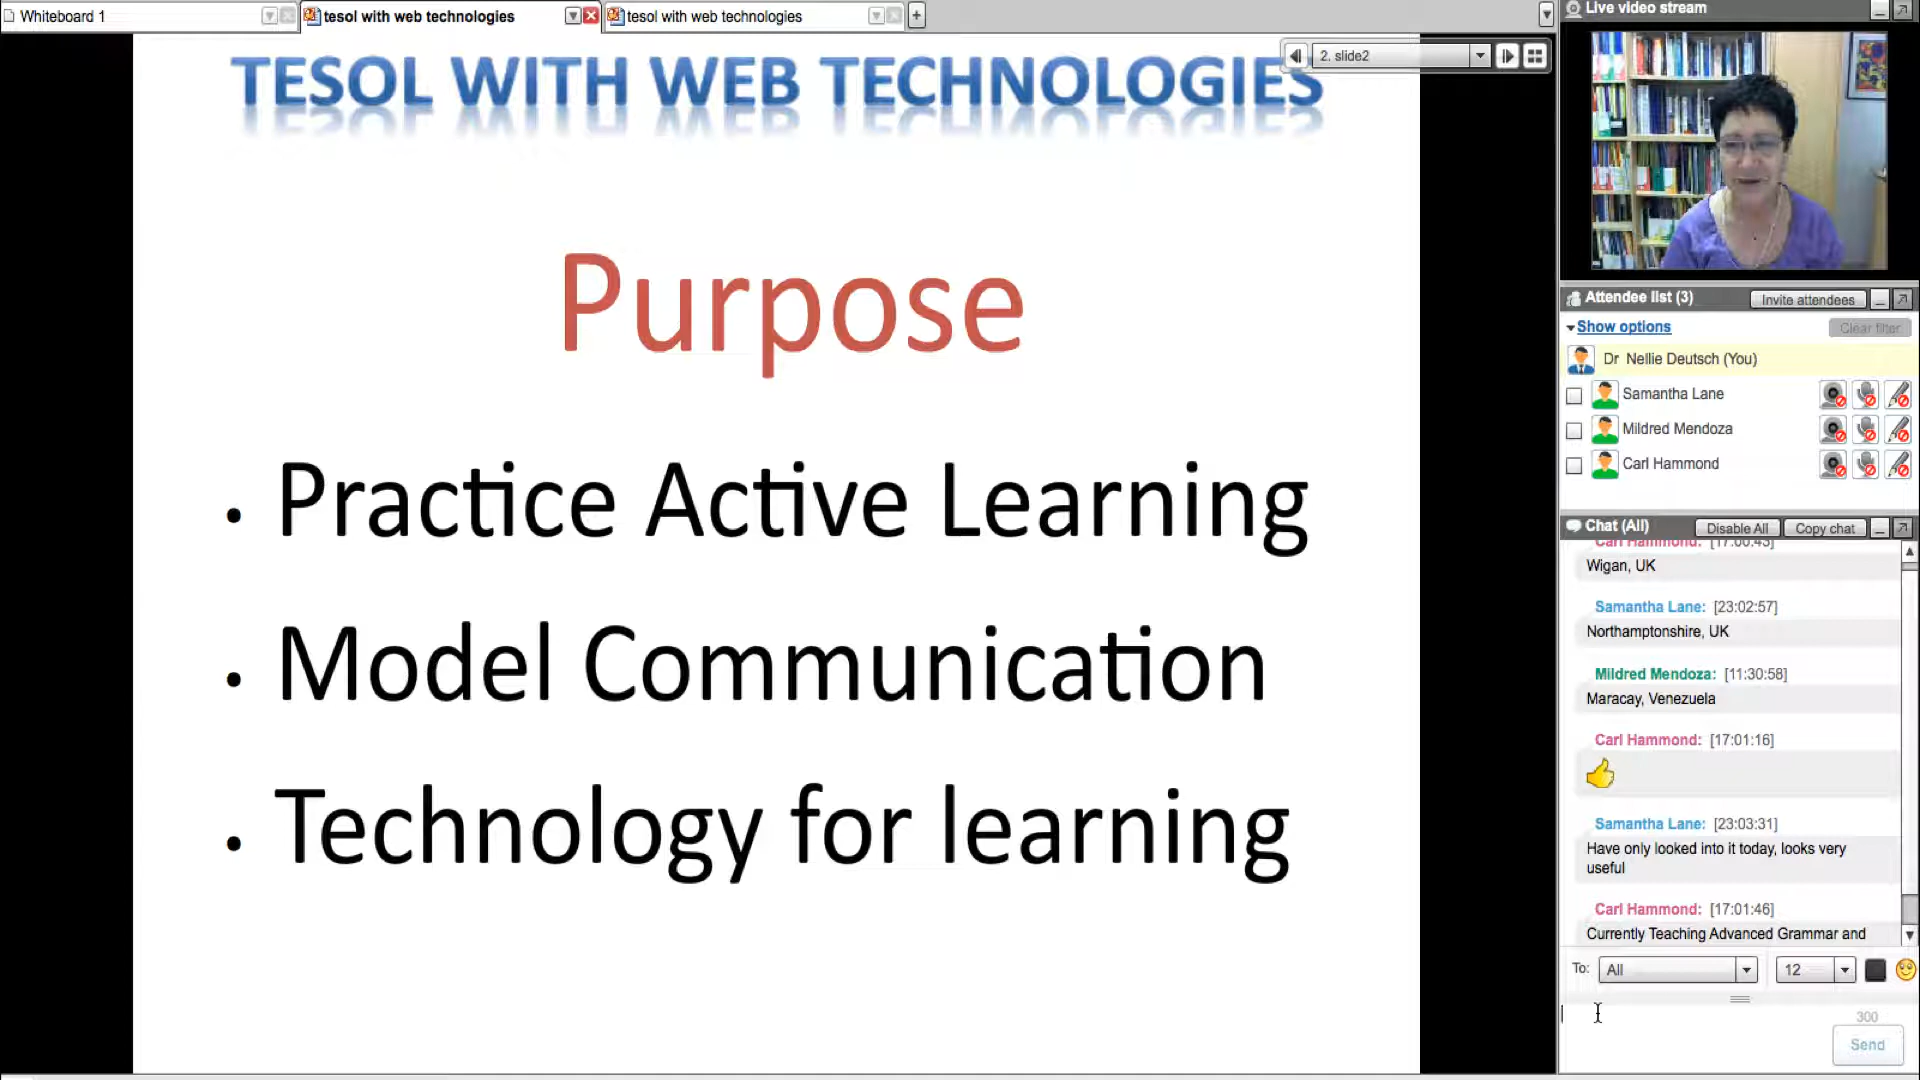 Whiteboard 1
tesol with web technologies
tesol with web technologies
+
2. slide2
TESOL WITH WEB TECHNOLOGIES
Purpose
• Practice Active Learning
• Model Communication
• Technology for learning
Live video stream
Attendee list (3)
Invite attendees
Show options
Clear filter
Dr Nellie Deutsch (You)
Samantha Lane
Mildred Mendoza
Carl Hammond
Chat (All)
Disable All
Copy chat
Carl Hammond: [17:00:43]
Wigan, UK
Samantha Lane: [23:02:57]
Northamptonshire, UK
Mildred Mendoza: [11:30:58]
Maracay, Venezuela
Carl Hammond: [17:01:16]
Samantha Lane: [23:03:31]
Have only looked into it today, looks very
useful
Carl Hammond: [17:01:46]
Currently Teaching Advanced Grammar and
To:
All
12
300
Send